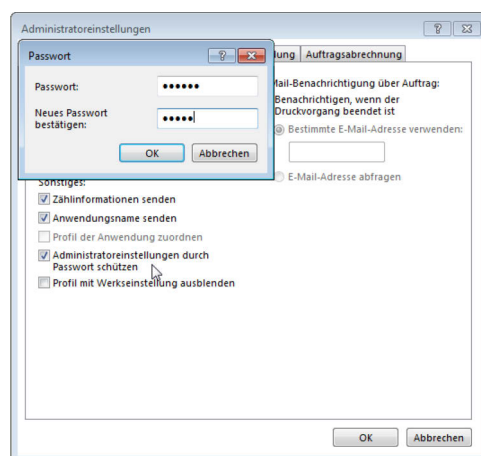 Administratoreinstellungen
Passwort
Passwort:
Neues Passwort
bestätigen:
OK Abbrechen
lung Auftragsabrechnung
Mail-Benachrichtigung über Auftrag:
Benachrichtigen, wenn der
Druckvorgang beendet ist
Bestimmte E-Mail-Adresse verwenden:
E-Mail-Adresse abfragen
Sonstiges:
Zählinformationen senden
Anwendungsname senden
Profil der Anwendung zuordnen
Administratoreinstellungen durch
Passwort schützen
Profil mit Werkseinstellung ausblenden
OK Abbrechen